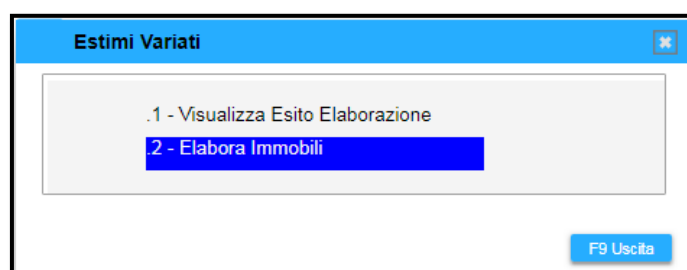 Estimi Variati
.1 - Visualizza Esito Elaborazione
.2 - Elabora Immobili
F9 Uscita